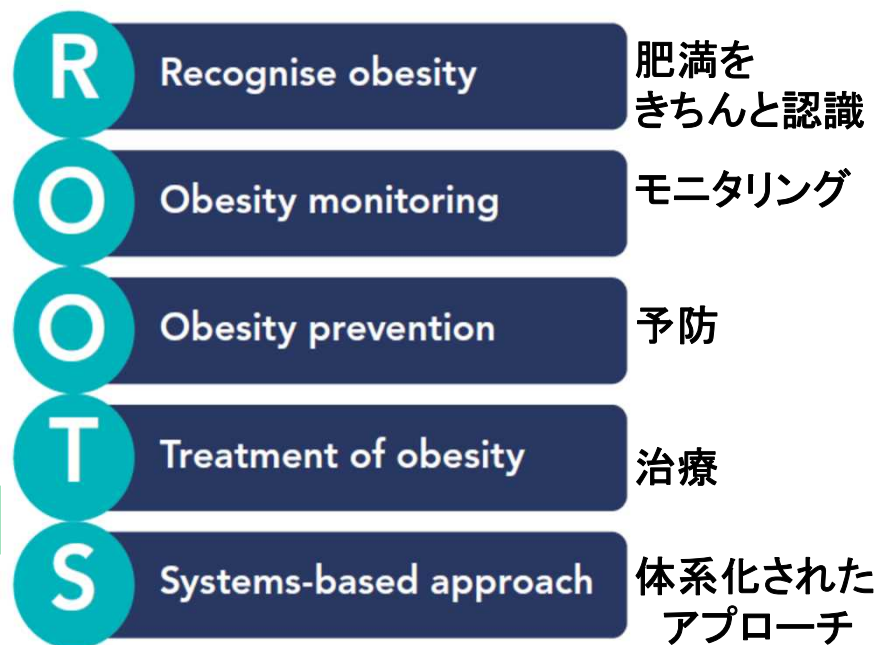 R Recognise obesity 肥満を
きちんと認識
O Obesity monitoring モニタリング
O Obesity prevention 予防
T Treatment of obesity 治療
S Systems-based approach 体系化された
アプローチ